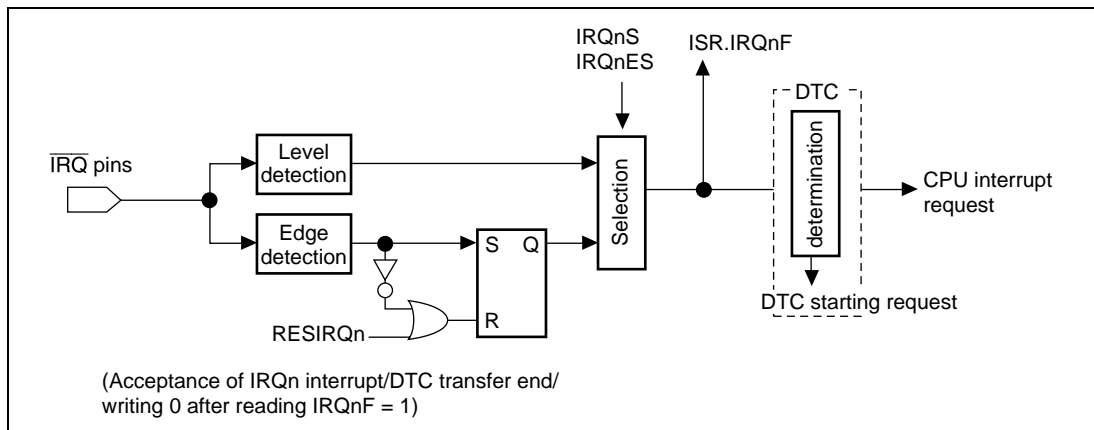 IRQnS
IRQnES
ISR.IRQnF
DTC
IRQ pins
Level
detection
Edge
detection
S Q
R
RESIRQn
Selection
determination
CPU interrupt
request
DTC starting request
(Acceptance of IRQn interrupt/DTC transfer end/
writing 0 after reading IRQnF = 1)